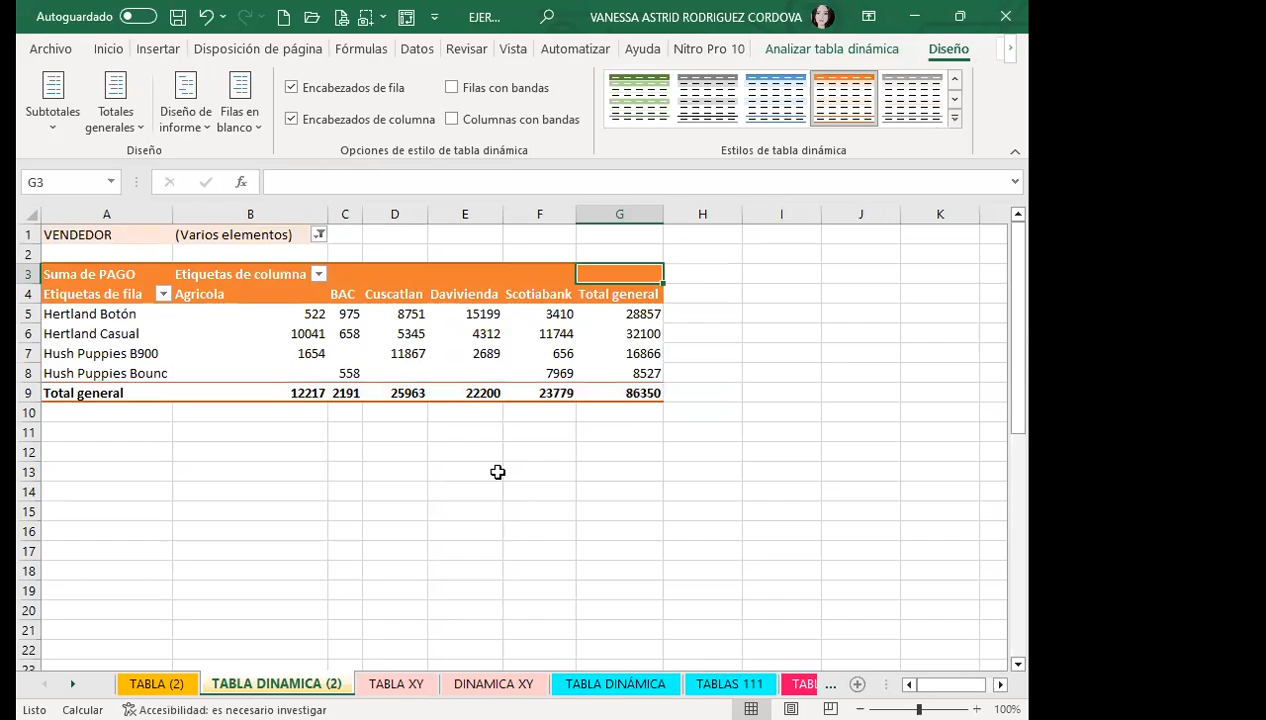 Autoguardado EJER... VANESSA ASTRID RODRIGUEZ CORDOVA
Archivo Inicio Insertar Disposición de página Fórmulas Datos Revisar Vista Automatizar Ayuda Nitro Pro 10 Analizar tabla dinámica Diseño
Subtotales
Totales generales
Diseño de informe
Filas en blanco
Encabezados de fila Filas con bandas
Encabezados de columna Columnas con bandas
Diseño Opciones de estilo de tabla dinámica Estilos de tabla dinámica
G3 fx
A B C D E F G H I J K
1 VENDEDOR (Varios elementos)
2
3 Suma de PAGO Etiquetas de columna
4 Etiquetas de fila Agricola BAC Cuscatlan Davivienda Scotiabank Total general
5 Hertland Botón 522 975 8751 15199 3410 28857
6 Hertland Casual 10041 658 5345 4312 11744 32100
7 Hush Puppies B900 1654 11867 2689 656 16866
8 Hush Puppies Bounc 558 7969 8527
9 Total general 12217 2191 25963 22200 23779 86350
10
11
12
13
14
15
16
17
18
19
20
21
22
23
TABLA (2) TABLA DINAMICA (2) TABLA XY DINAMICA XY TABLA DINÁMICA TABLAS 111 TABL ...
Listo Calcular Accesibilidad: es necesario investigar 100%